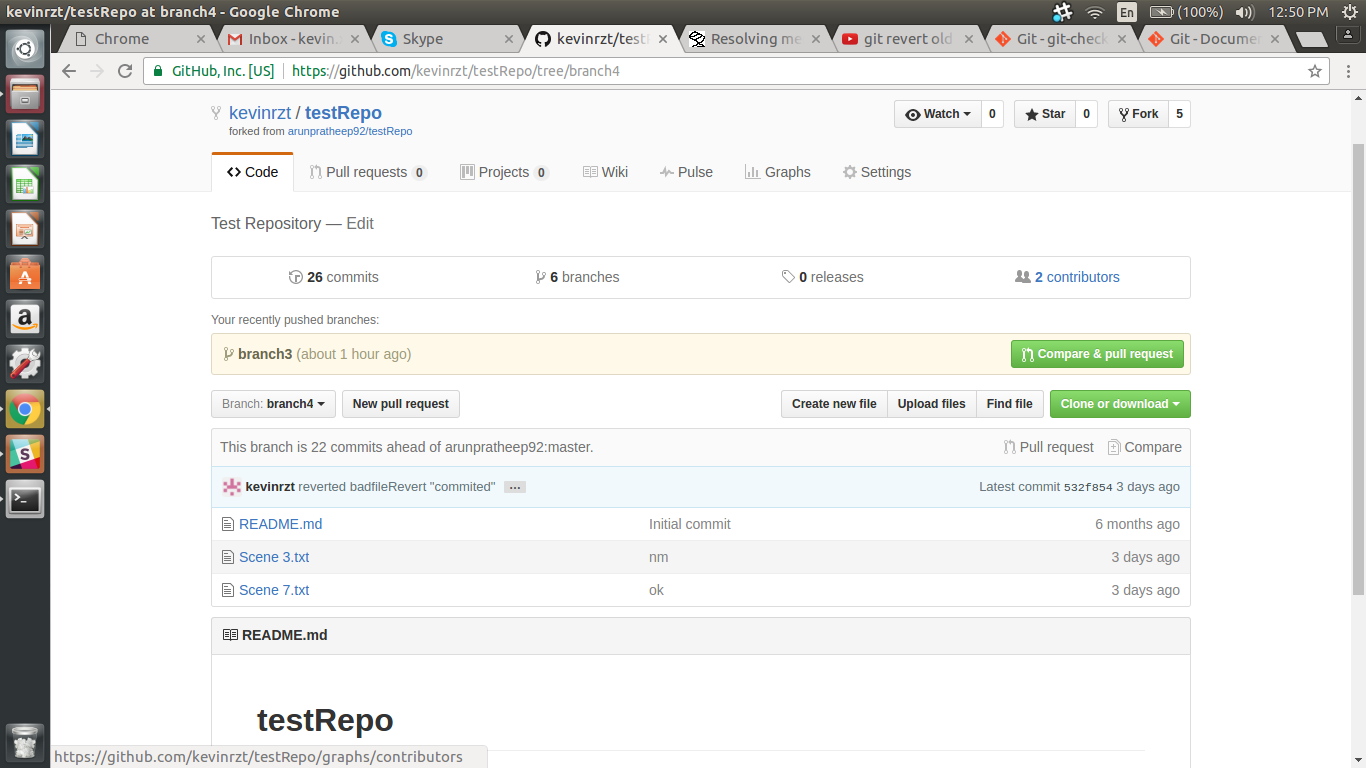 kevinrzt/testRepo at branch4 - Google Chrome
En (100%) 12:50 PM
Chrome
Inbox - kevin.
Skype
kevinrzt/test
Resolving me
git revert old
Git - git-check
Git - Docume
GitHub, Inc. [US] https://github.com/kevinrzt/testRepo/tree/branch4
kevinrzt / testRepo
forked from arunpratheep92/testRepo
Watch 0 Star 0 Fork 5
Code Pull requests 0 Projects 0 Wiki Pulse Graphs Settings
Test Repository — Edit
26 commits 6 branches 0 releases 2 contributors
Your recently pushed branches:
branch3 (about 1 hour ago) Compare & pull request
Branch: branch4 New pull request Create new file Upload files Find file Clone or download
This branch is 22 commits ahead of arunpratheep92:master. Pull request Compare
kevinrzt reverted badfileRevert "commited" … Latest commit 532f854 3 days ago
README.md Initial commit 6 months ago
Scene 3.txt nm 3 days ago
Scene 7.txt ok 3 days ago
README.md
testRepo
https://github.com/kevinrzt/testRepo/graphs/contributors